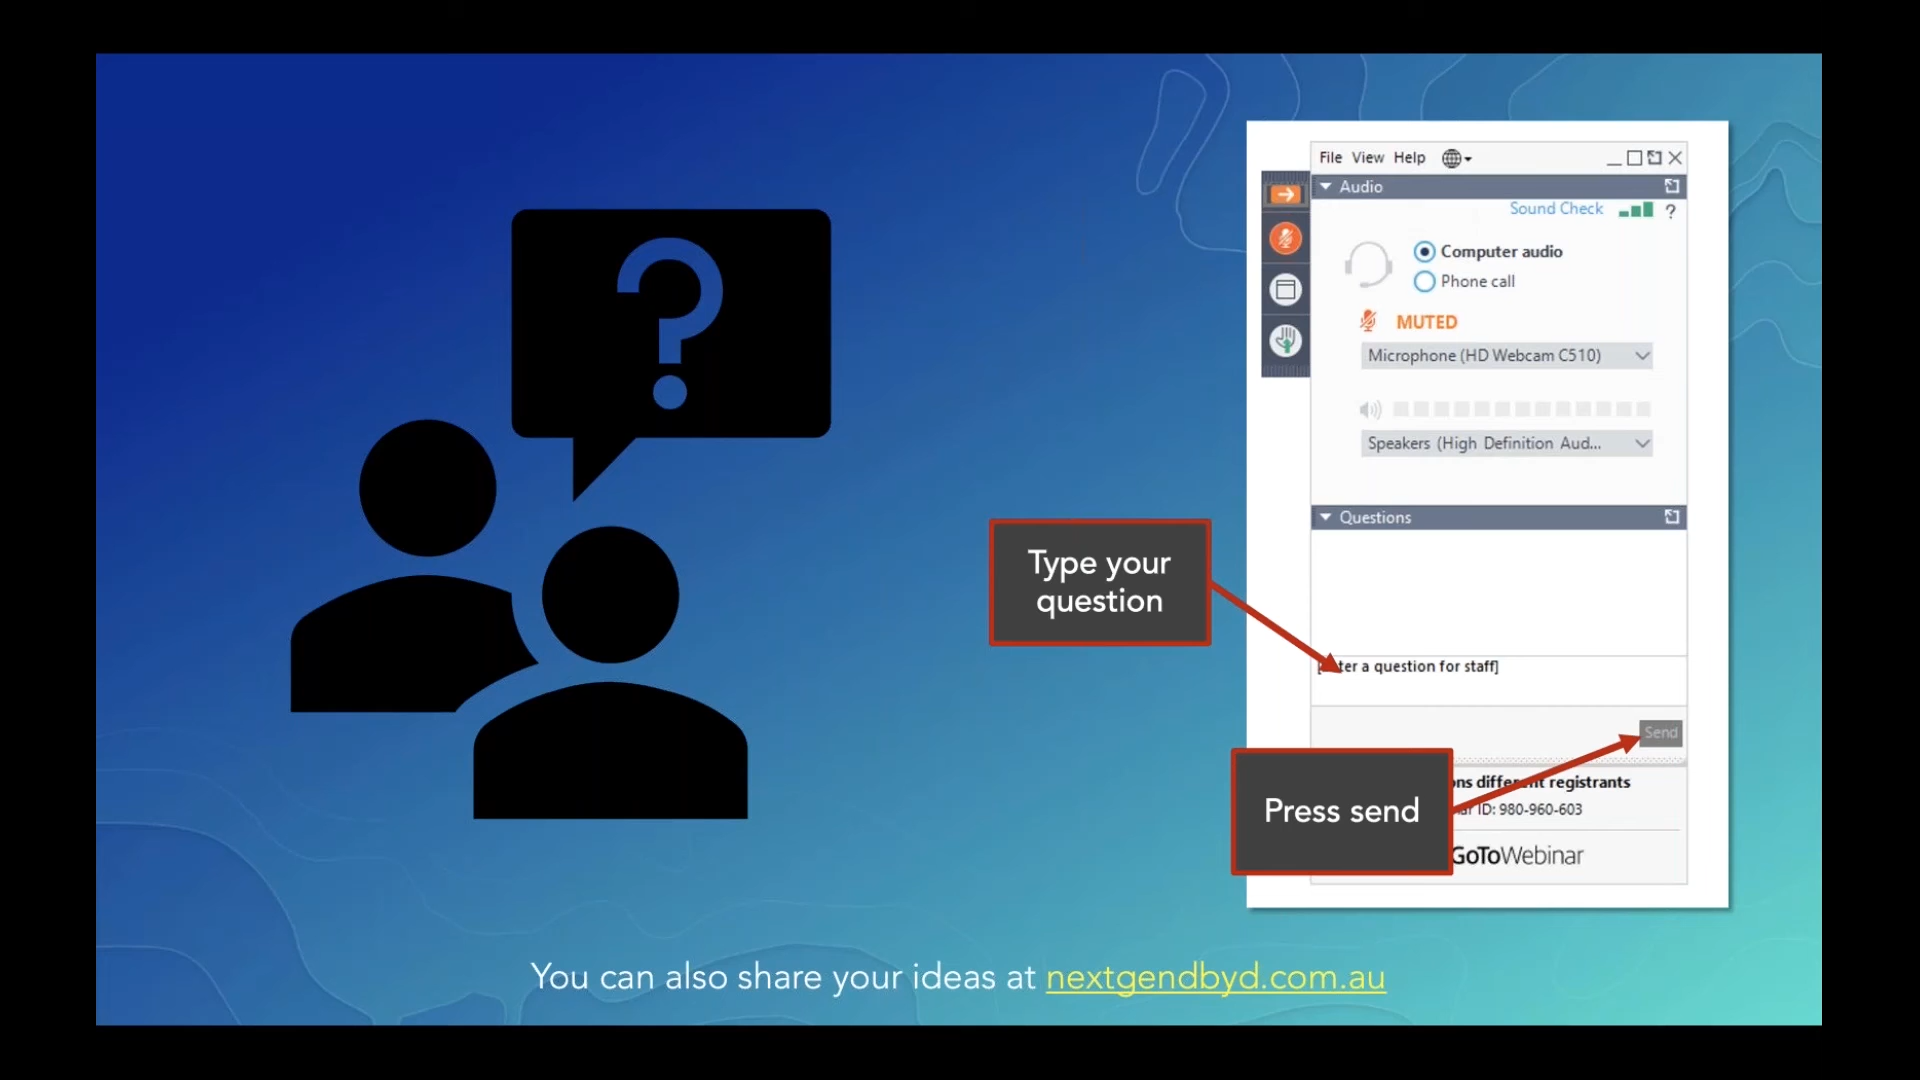 ?
File View Help
Audio
Sound Check ?
Computer audio
Phone call
MUTED
Microphone (HD Webcam C510)
Speakers (High Definition Aud...
Questions
Type your
question
ter a question for staff]
Send
Press send
ons different registrants
ID: 980-960-603
GoToWebinar
You can also share your ideas at nextgendbyd.com.au